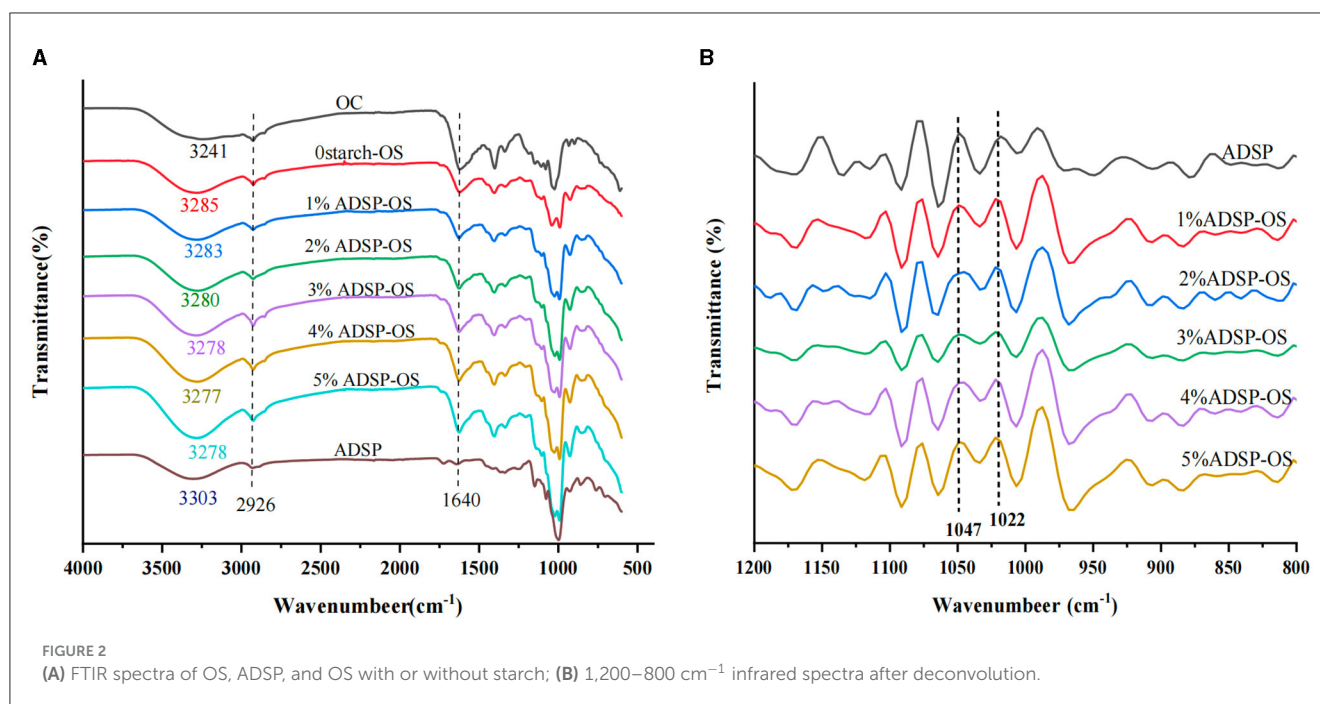 A
OC
3241
0starch-OS
3285
1% ADSP-OS
3283
2% ADSP-OS
3280
3% ADSP-OS
3278
4% ADSP-OS
3277
5% ADSP-OS
3278
ADSP
3303
2926
1640
4000 3500 3000 2500 2000 1500 1000 500
Wavenumbeer(cm-1)
Transmittance(%)
B
ADSP
1%ADSP-OS
2%ADSP-OS
3%ADSP-OS
4%ADSP-OS
5%ADSP-OS
1047
1022
1200 1150 1100 1050 1000 950 900 850 800
Wavenumbeer (cm-1)
Transmittance (%)
FIGURE 2
(A) FTIR spectra of OS, ADSP, and OS with or without starch; (B) 1,200–800 cm−1 infrared spectra after deconvolution.